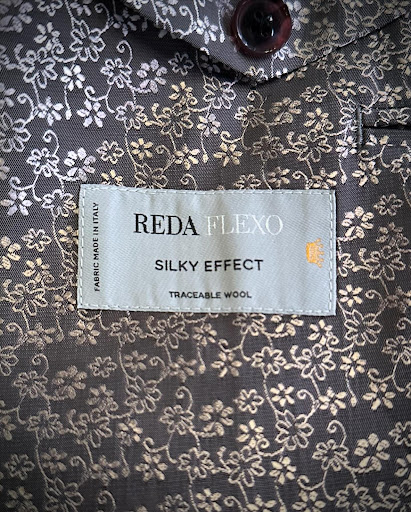 FABRIC MADE IN ITALY
REDA FLEXO
SILKY EFFECT
TRACEABLE WOOL